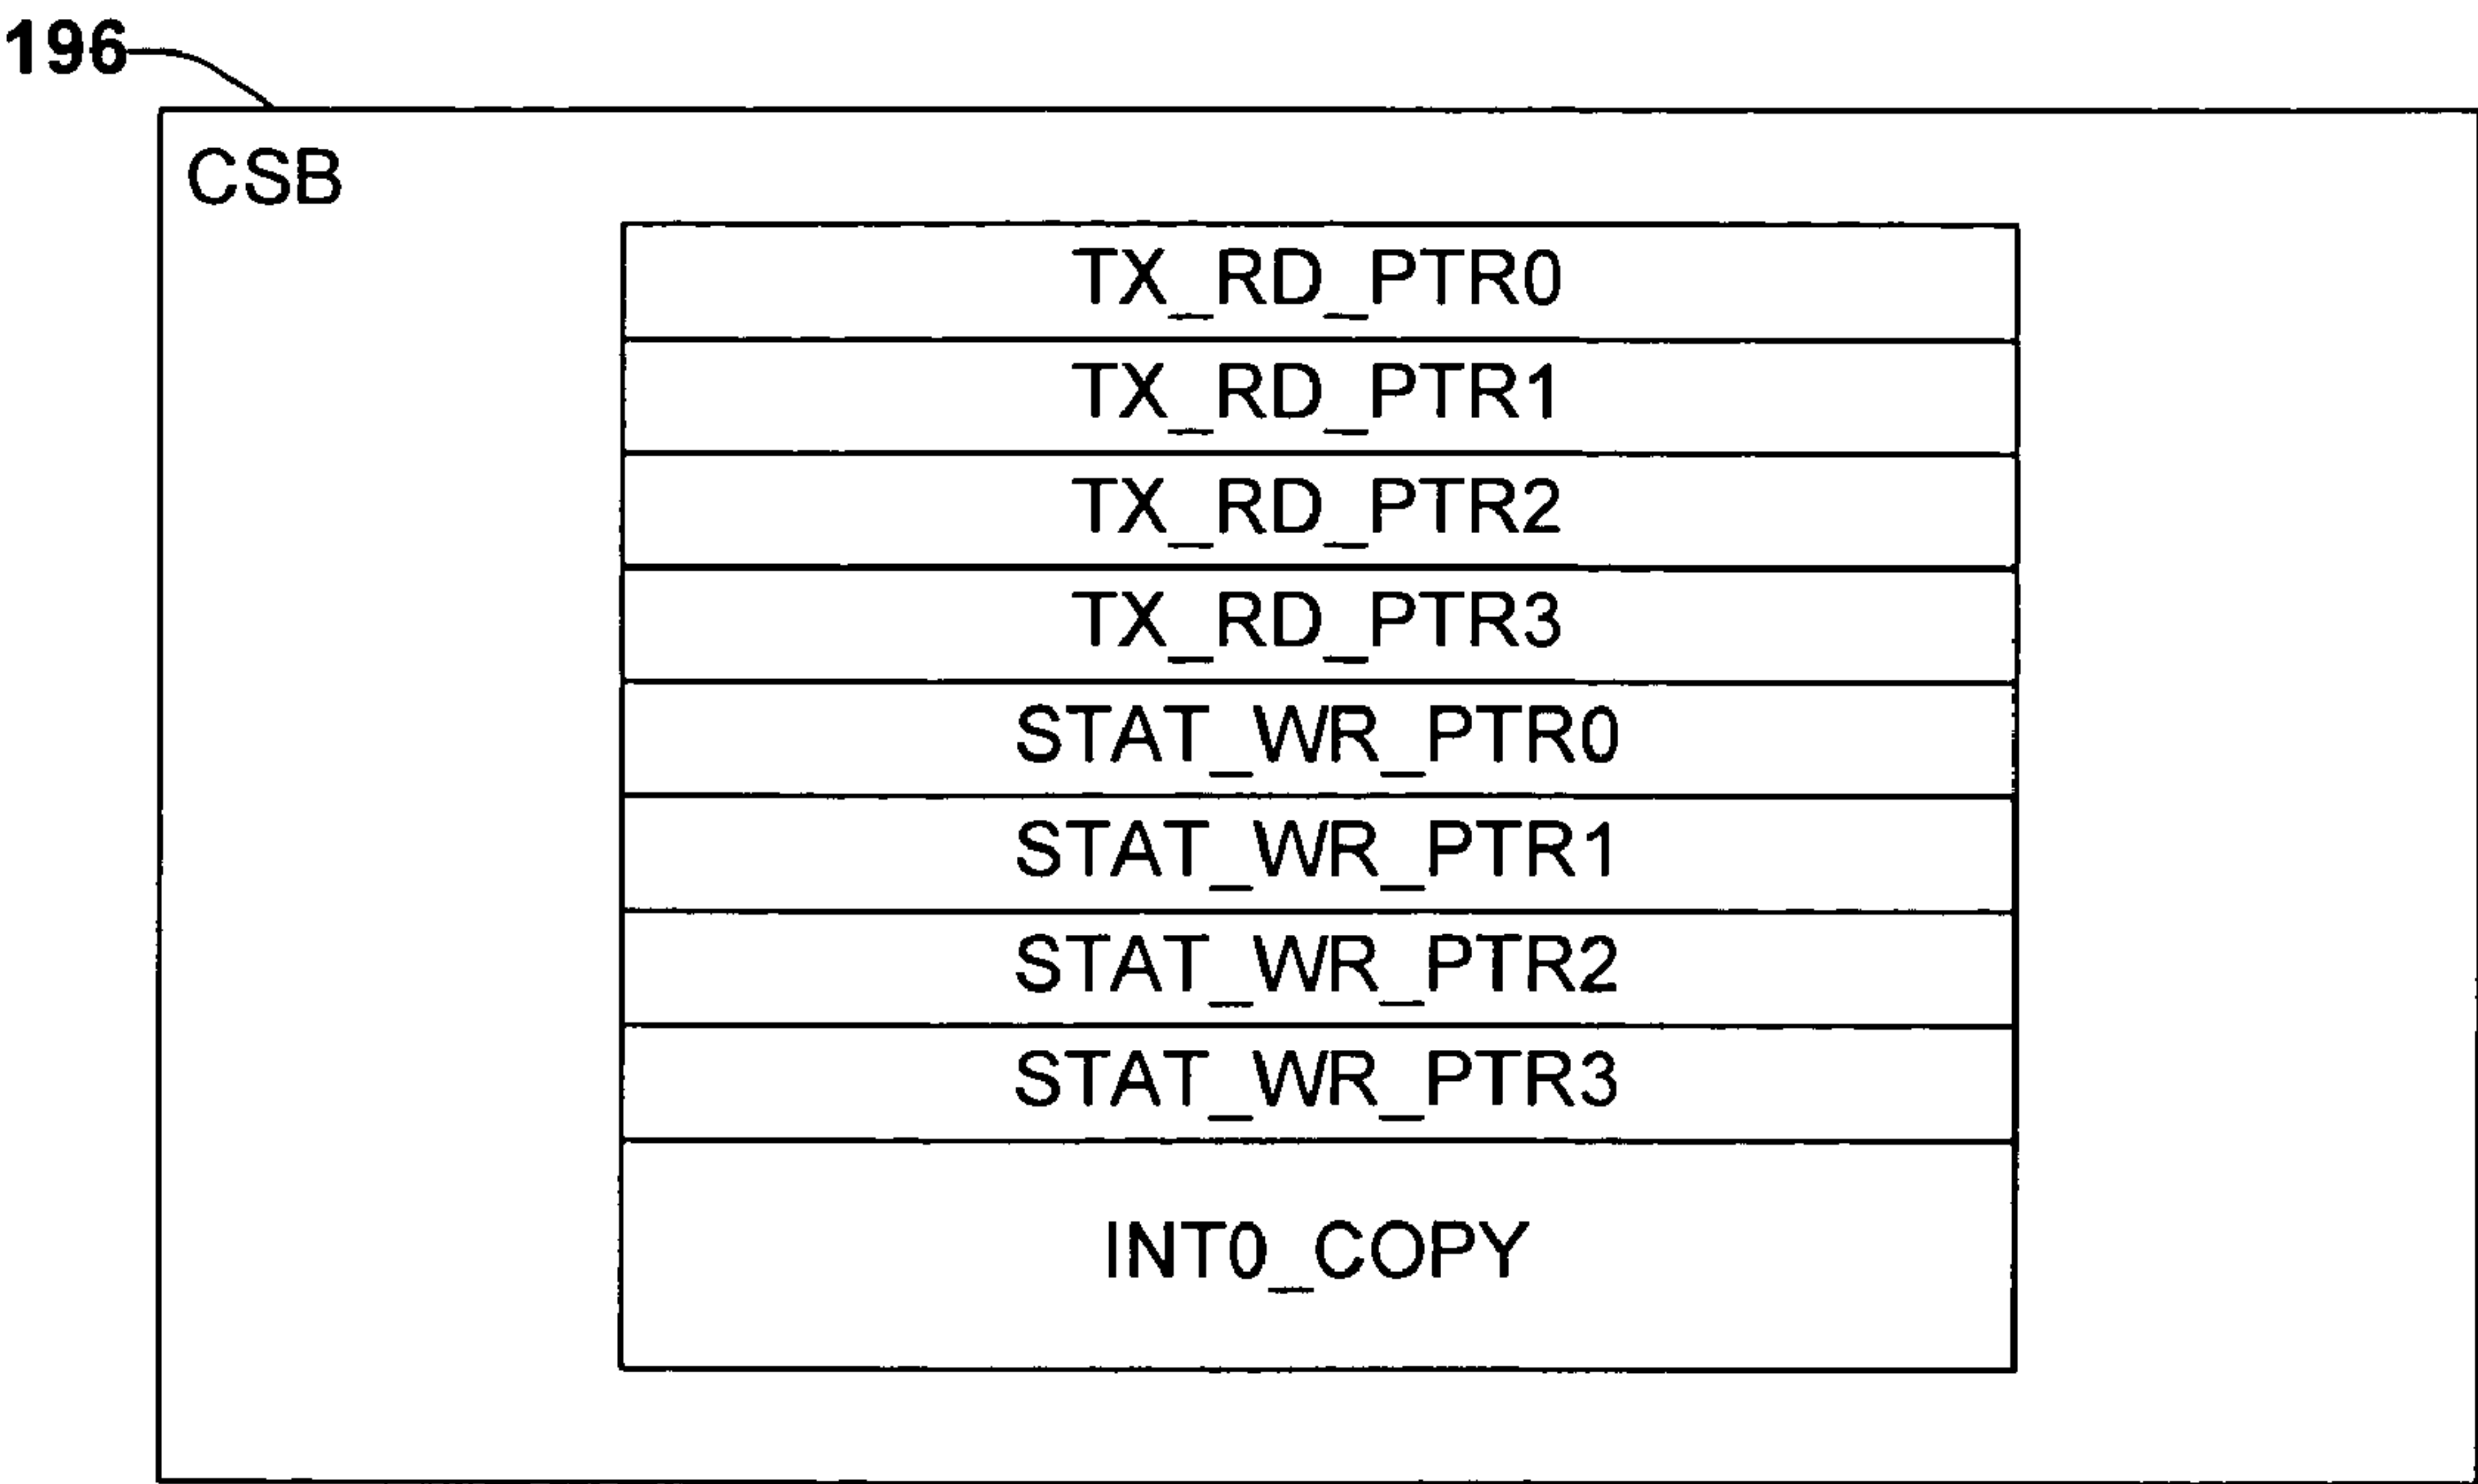 196
CSB
TX_RD_PTR0
TX_RD_PTR1
TX_RD_PTR2
TX_RD_PTR3
STAT_WR_PTR0
STAT_WR_PTR1
STAT_WR_PTR2
STAT_WR_PTR3
INT0_COPY